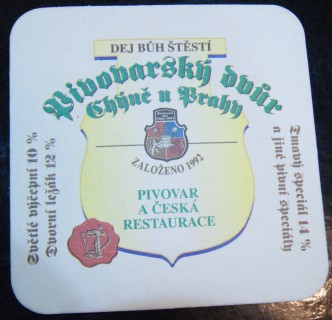 DEJ BŮH ŠTĚSTÍ
Pivovarský dvůr
Chýně u Prahy
ZALOŽENO 1992
PIVOVAR
A ČESKÁ
RESTAURACE
Světlé výčepní 10 %
Dvorní ležák 12 %
Tmavý speciál 14 %
a jiné pivní speciály